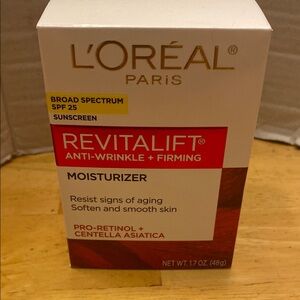 L'ORÉAL®
PARIS
BROAD SPECTRUM
SPF 25
SUNSCREEN
REVITALIFT®
ANTI-WRINKLE + FIRMING
MOISTURIZER
Resist signs of aging
Soften and smooth skin
PRO-RETINOL +
CENTELLA ASIATICA
NET WT. 1.7 OZ. (48g)